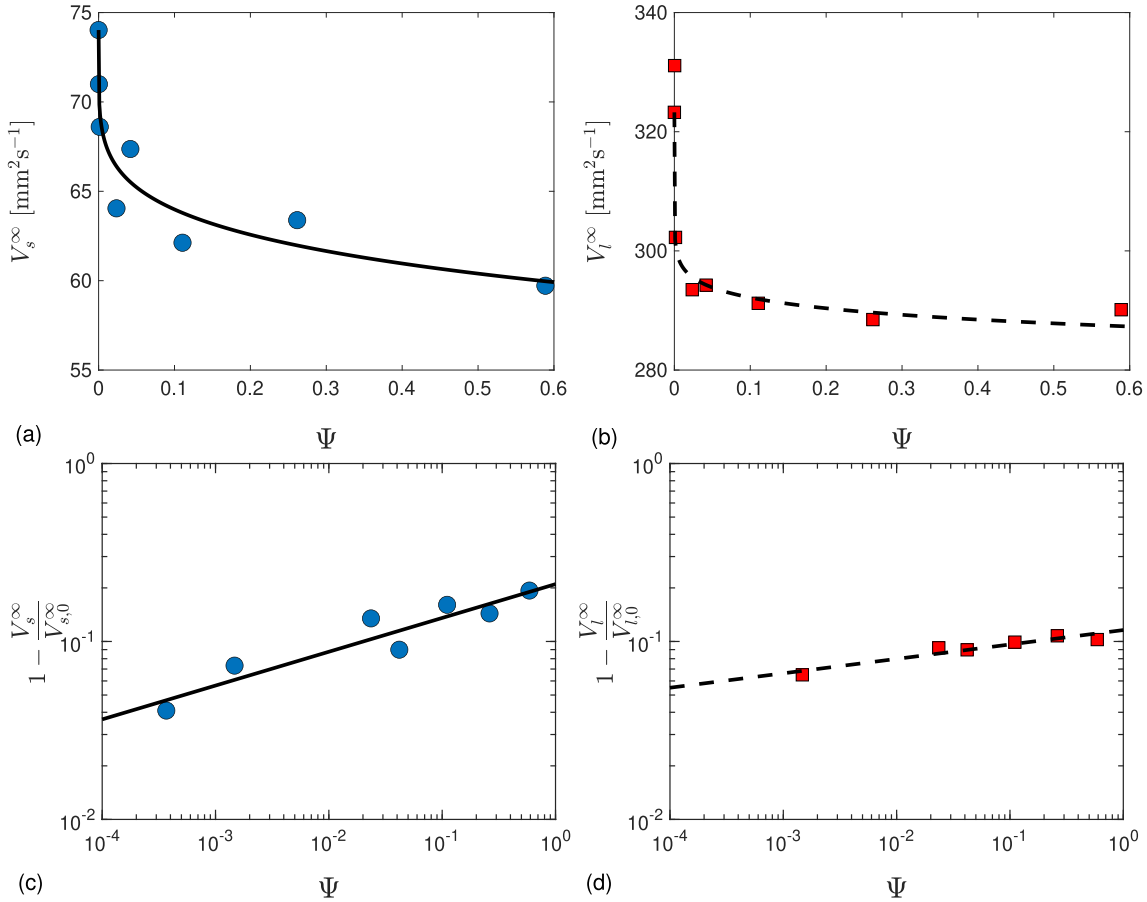 75
70
65
60
55
V_s^∞ [mm²s⁻¹]
0 0.1 0.2 0.3 0.4 0.5 0.6
(a) Ψ
340
320
300
280
V_l^∞ [mm²s⁻¹]
0 0.1 0.2 0.3 0.4 0.5 0.6
(b) Ψ
10⁰
10⁻¹
10⁻²
1 − V_s^∞ / V_{s,0}^∞
10⁻⁴ 10⁻³ 10⁻² 10⁻¹ 10⁰
(c) Ψ
10⁰
10⁻¹
10⁻²
1 − V_l^∞ / V_{l,0}^∞
10⁻⁴ 10⁻³ 10⁻² 10⁻¹ 10⁰
(d) Ψ